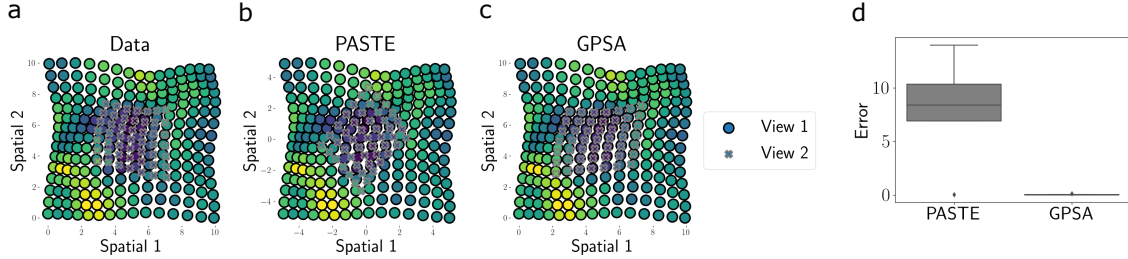 a
b
c
d
Data
PASTE
GPSA
Spatial 2
10
8
6
4
2
0
0 2 4 6 8 10
Spatial 1
Spatial 2
4
2
0
−2
−4
−4 −2 0 2 4
Spatial 1
Spatial 2
10
8
6
4
2
0
0 2 4 6 8 10
Spatial 1
View 1
View 2
Error
10
5
0
PASTE GPSA